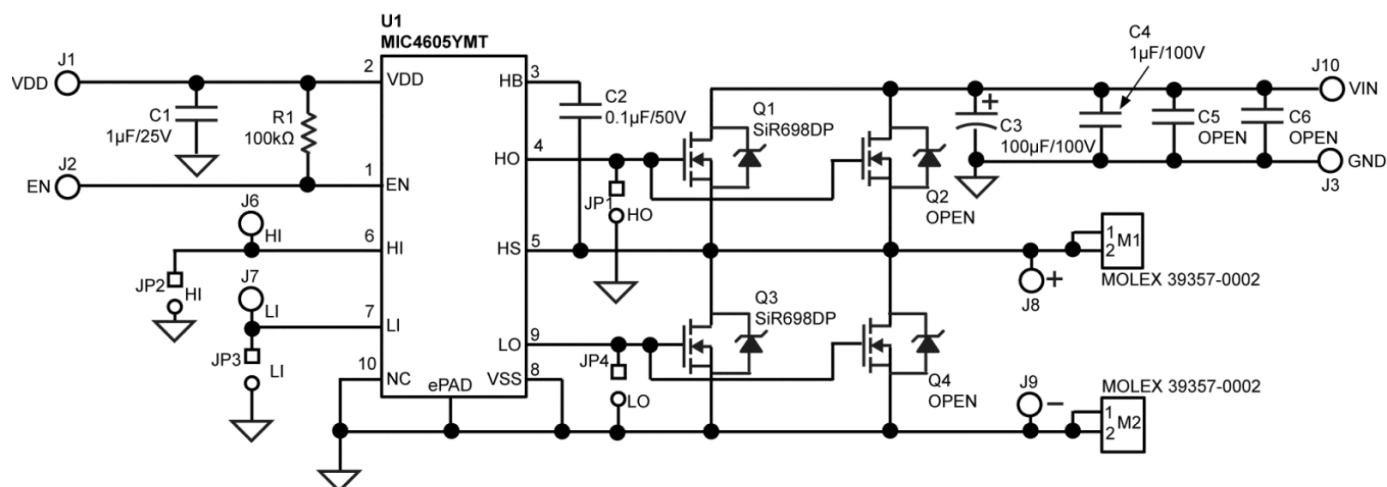 U1
MIC4605YMT
J1
VDD
C1
1µF/25V
R1
100kΩ
J2
EN
2
VDD
1
EN
J6
HI
6
HI
JP2
HI
J7
LI
7
LI
JP3
LI
10
NC
ePAD
HB
3
C2
0.1µF/50V
HO
4
JP1
HO
HS
5
LO
9
JP4
LO
VSS
8
Q1
SiR698DP
Q2
OPEN
Q3
SiR698DP
Q4
OPEN
+
C3
100µF/100V
C4
1µF/100V
C5
OPEN
C6
OPEN
J10
VIN
GND
J3
1
2
M1
MOLEX 39357-0002
+
J8
J9
−
MOLEX 39357-0002
1
2
M2